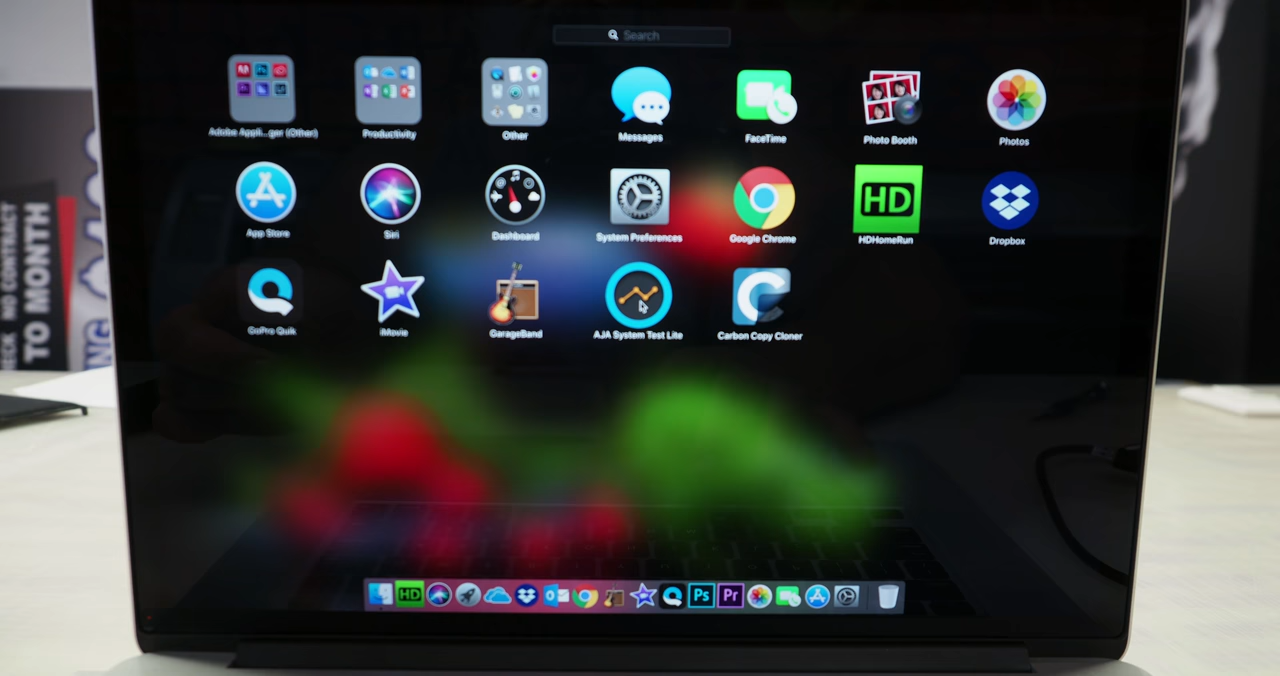 Search
Adobe Appli...ger (Other)
Productivity
Other
Messages
FaceTime
Photo Booth
Photos
App Store
Siri
Dashboard
System Preferences
Google Chrome
HD
HDHomeRun
Dropbox
GoPro Quik
iMovie
GarageBand
AJA System Test Lite
Carbon Copy Cloner
HD
Ps
Pr
NO CONTRACT
TO MONTH